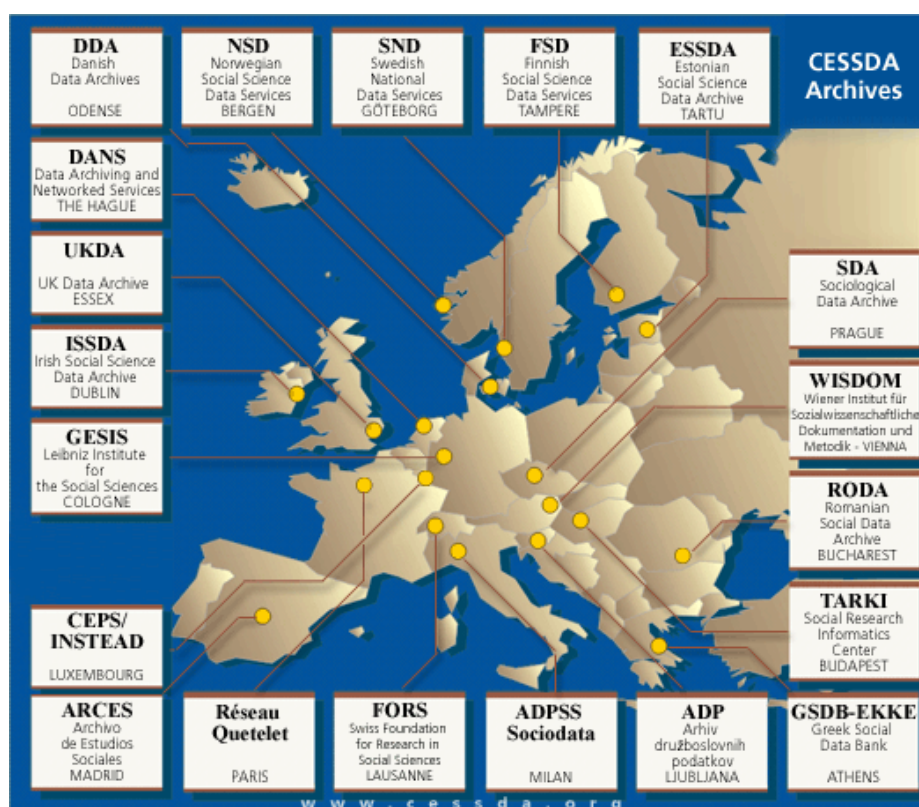 DDA
Danish
Data Archives
ODENSE
NSD
Norwegian
Social Science
Data Services
BERGEN
SND
Swedish
National
Data Services
GÖTEBORG
FSD
Finnish
Social Science
Data Services
TAMPERE
ESSDA
Estonian
Social Science
Data Archive
TARTU
CESSDA
Archives
DANS
Data Archiving and
Networked Services
THE HAGUE
UKDA
UK Data Archive
ESSEX
ISSDA
Irish Social Science
Data Archive
DUBLIN
GESIS
Leibniz Institute
for
the Social Sciences
COLOGNE
SDA
Sociological
Data Archive
PRAGUE
WISDOM
Wiener Institut für
Sozialwissenschaftliche
Dokumentation und
Metodik - VIENNA
RODA
Romanian
Social Data
Archive
BUCHAREST
TARKI
Social Research
Informatics
Center
BUDAPEST
CEPS/
INSTEAD
LUXEMBOURG
ARCES
Archivo
de Estudios
Sociales
MADRID
Réseau
Quetelet
PARIS
FORS
Swiss Foundation
for Research in
Social Sciences
LAUSANNE
ADPSS
Sociodata
MILAN
ADP
Arhiv
družboslovnih
podatkov
LJUBLJANA
GSDB-EKKE
Greek Social
Data Bank
ATHENS
www.cessda.org